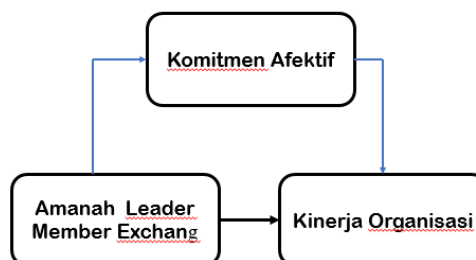 Komitmen Afektif
Amanah Leader
Member Exchang
Kinerja Organisasi